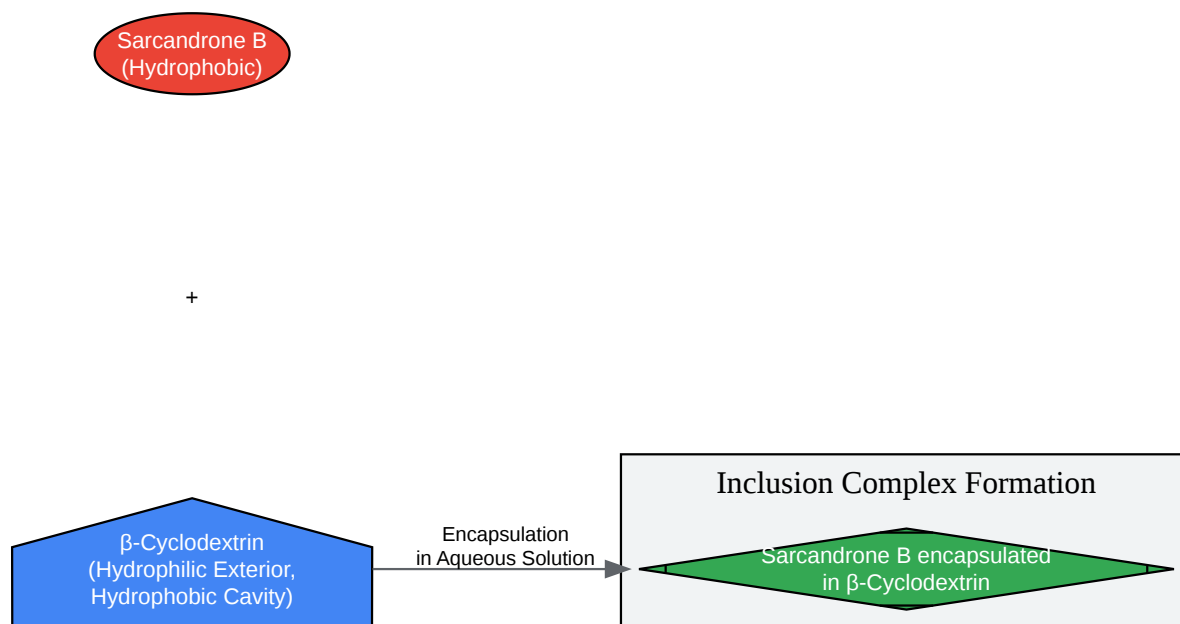 Sarcandrone B
(Hydrophobic)
+
β-Cyclodextrin
(Hydrophilic Exterior,
Hydrophobic Cavity)
Encapsulation
in Aqueous Solution
Inclusion Complex Formation
Sarcandrone B encapsulated
in β-Cyclodextrin